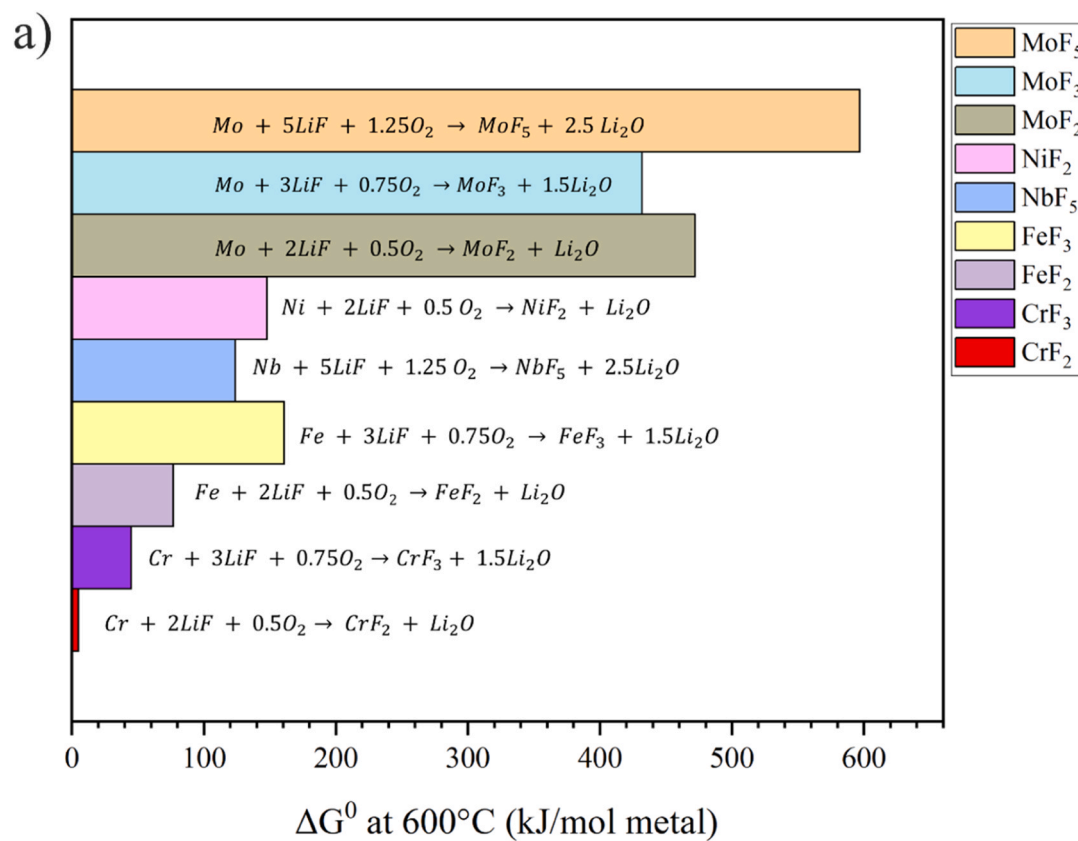 a)
Mo + 5LiF + 1.25O₂ → MoF₅ + 2.5 Li₂O
Mo + 3LiF + 0.75O₂ → MoF₃ + 1.5Li₂O
Mo + 2LiF + 0.5O₂ → MoF₂ + Li₂O
Ni + 2LiF + 0.5 O₂ → NiF₂ + Li₂O
Nb + 5LiF + 1.25 O₂ → NbF₅ + 2.5Li₂O
Fe + 3LiF + 0.75O₂ → FeF₃ + 1.5Li₂O
Fe + 2LiF + 0.5O₂ → FeF₂ + Li₂O
Cr + 3LiF + 0.75O₂ → CrF₃ + 1.5Li₂O
Cr + 2LiF + 0.5O₂ → CrF₂ + Li₂O
0 100 200 300 400 500 600
ΔG⁰ at 600°C (kJ/mol metal)
MoF₅
MoF₃
MoF₂
NiF₂
NbF₅
FeF₃
FeF₂
CrF₃
CrF₂